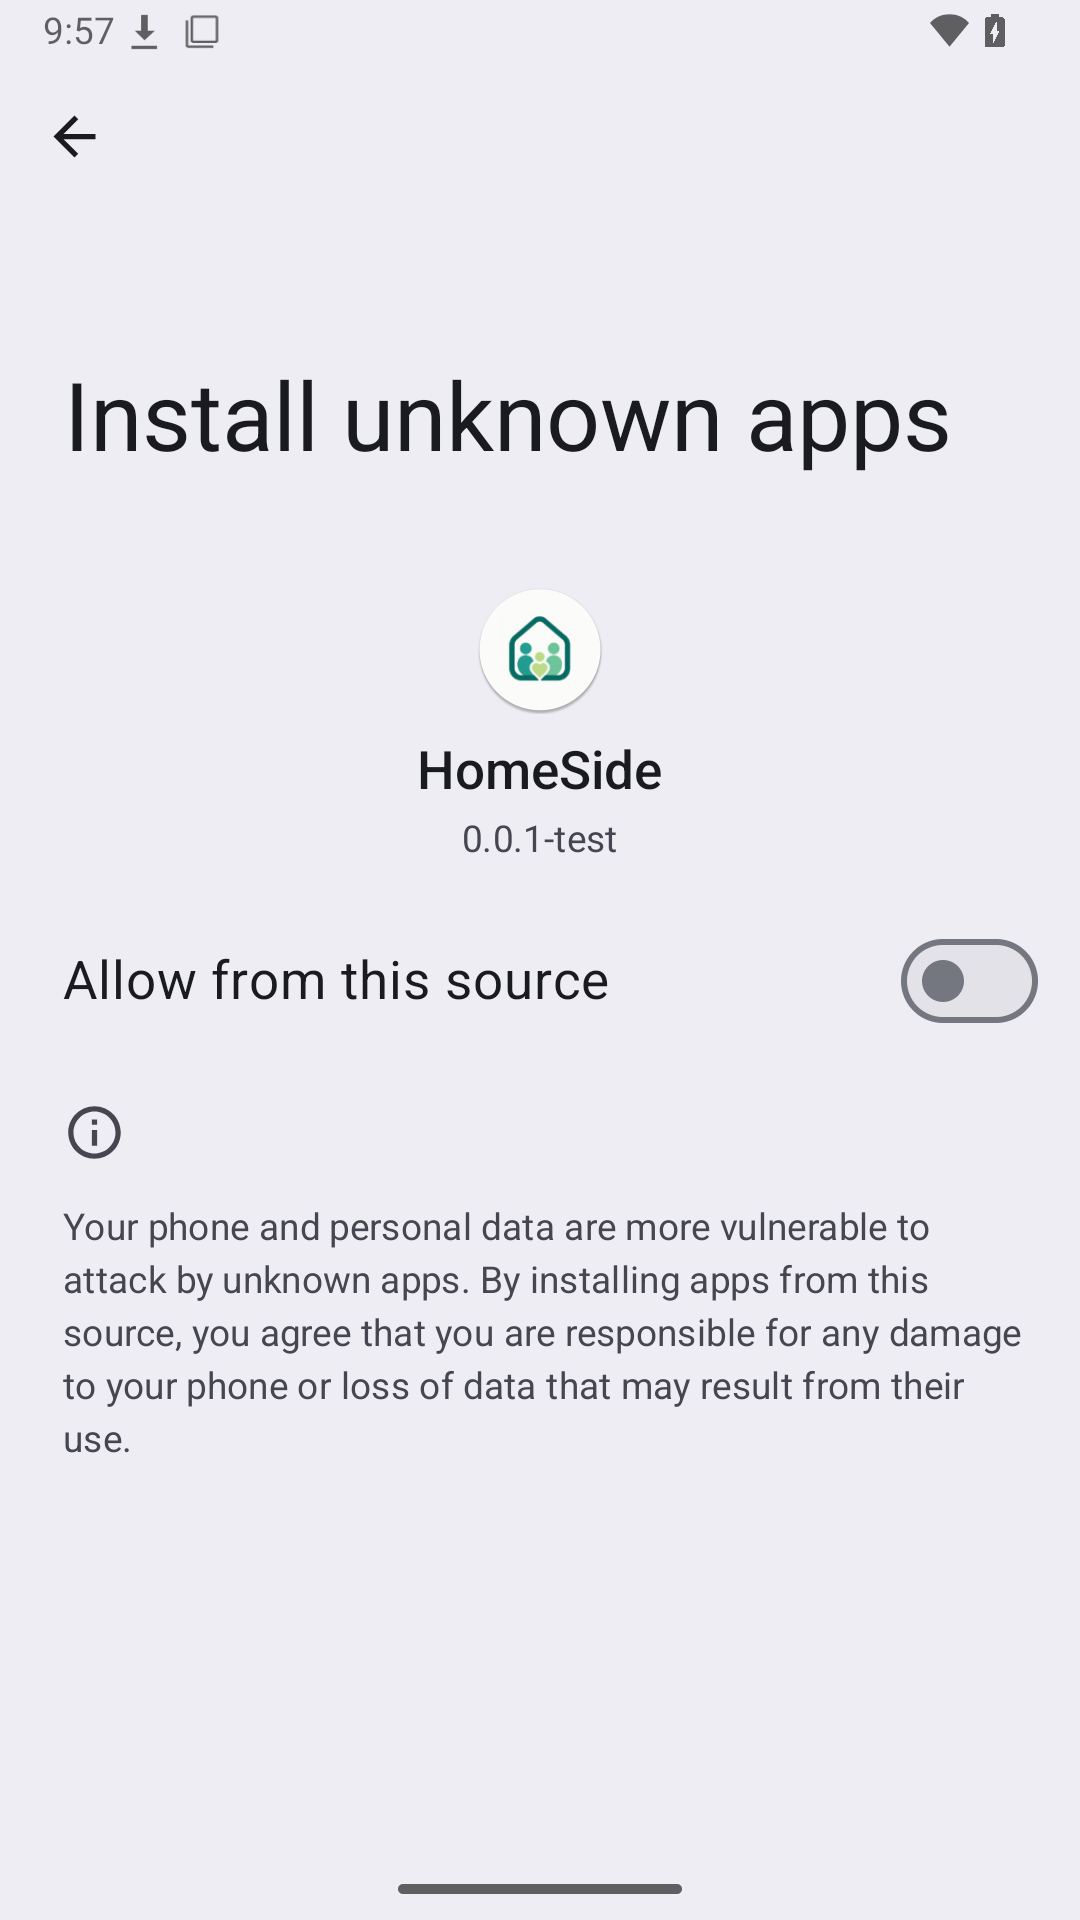 9:57
Install unknown apps
HomeSide
0.0.1-test
Allow from this source
Your phone and personal data are more vulnerable to
attack by unknown apps. By installing apps from this
source, you agree that you are responsible for any damage
to your phone or loss of data that may result from their
use.